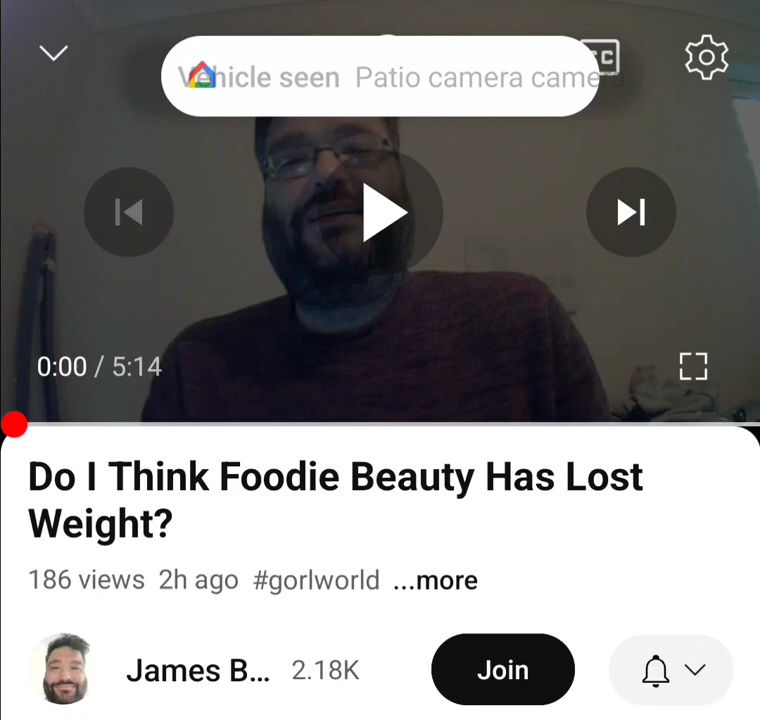 Vehicle seen Patio camera came
CC
0:00 / 5:14
Do I Think Foodie Beauty Has Lost
Weight?
186 views 2h ago #gorlworld ...more
James B... 2.18K Join